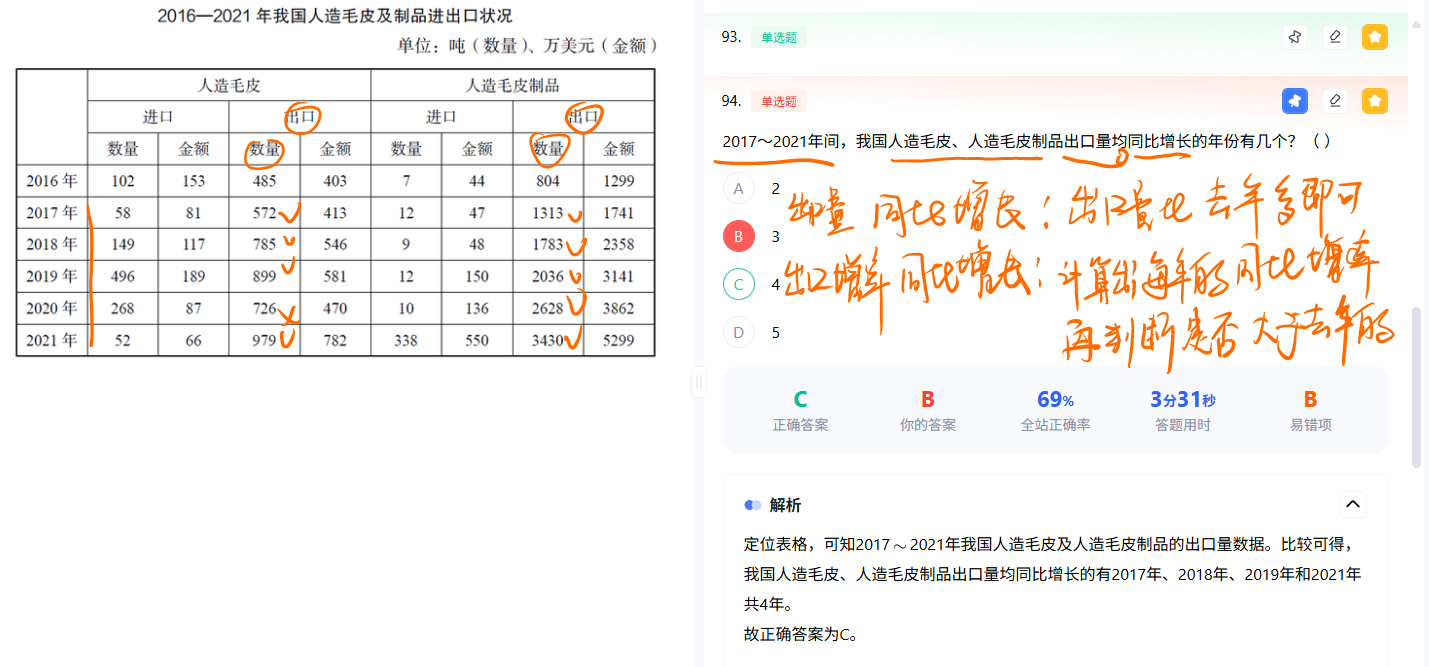 2016—2021 年我国人造毛皮及制品进出口状况
单位：吨（数量）、万美元（金额）
人造毛皮 人造毛皮制品
进口 出口 进口 出口
数量 金额 数量 金额 数量 金额 数量 金额
2016 年 102 153 485 403 7 44 804 1299
2017 年 58 81 572 413 12 47 1313 1741
2018 年 149 117 785 546 9 48 1783 2358
2019 年 496 189 899 581 12 150 2036 3141
2020 年 268 87 726 470 10 136 2628 3862
2021 年 52 66 979 782 338 550 3430 5299
93. 单选题
94. 单选题
2017～2021年间，我国人造毛皮、人造毛皮制品出口量均同比增长的年份有几个？（ ）
A 2
B 3
C 4
D 5
出口量 同比增长：出口量比去年多即可
出口增率同比增长：计算出每年的同比增率
再判断是否大于去年的
C B 69% 3分31秒 B
正确答案 你的答案 全站正确率 答题用时 易错项
解析
定位表格，可知2017～2021年我国人造毛皮及人造毛皮制品的出口量数据。比较可得，
我国人造毛皮、人造毛皮制品出口量均同比增长的有2017年、2018年、2019年和2021年
共4年。
故正确答案为C。